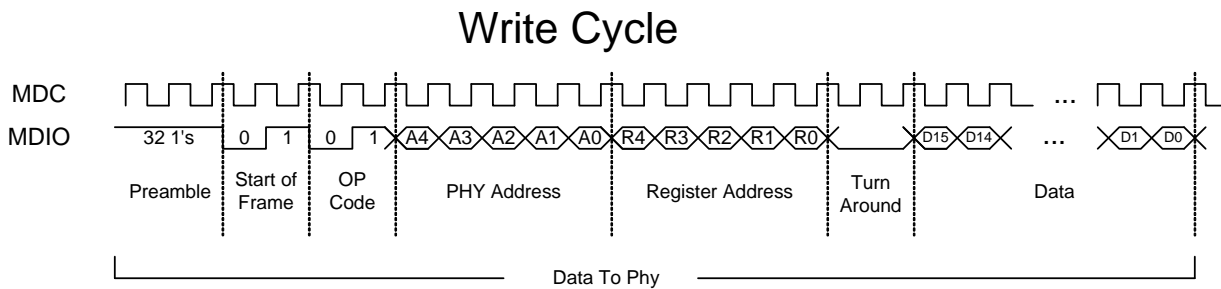 Write Cycle
MDC ...
MDIO 32 1's 0 1 0 1 A4 A3 A2 A1 A0 R4 R3 R2 R1 R0 D15 D14 ... D1 D0
Preamble Start of Frame OP Code PHY Address Register Address Turn Around Data
Data To Phy